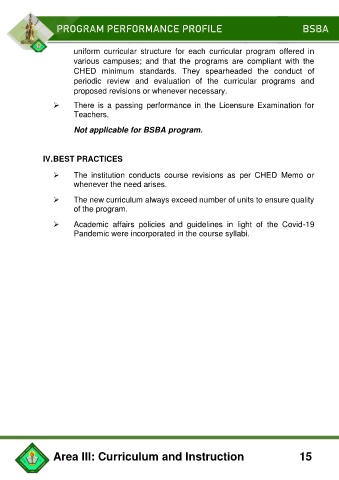 PROGRAM PERFORMANCE PROFILE BSBA
uniform curricular structure for each curricular program offered in
various campuses; and that the programs are compliant with the
CHED minimum standards. They spearheaded the conduct of
periodic review and evaluation of the curricular programs and
proposed revisions or whenever necessary.
➢ There is a passing performance in the Licensure Examination for
Teachers.
Not applicable for BSBA program.
IV.BEST PRACTICES
➢ The institution conducts course revisions as per CHED Memo or
whenever the need arises.
➢ The new curriculum always exceed number of units to ensure quality
of the program.
➢ Academic affairs policies and guidelines in light of the Covid-19
Pandemic were incorporated in the course syllabi.
Area III: Curriculum and Instruction 15